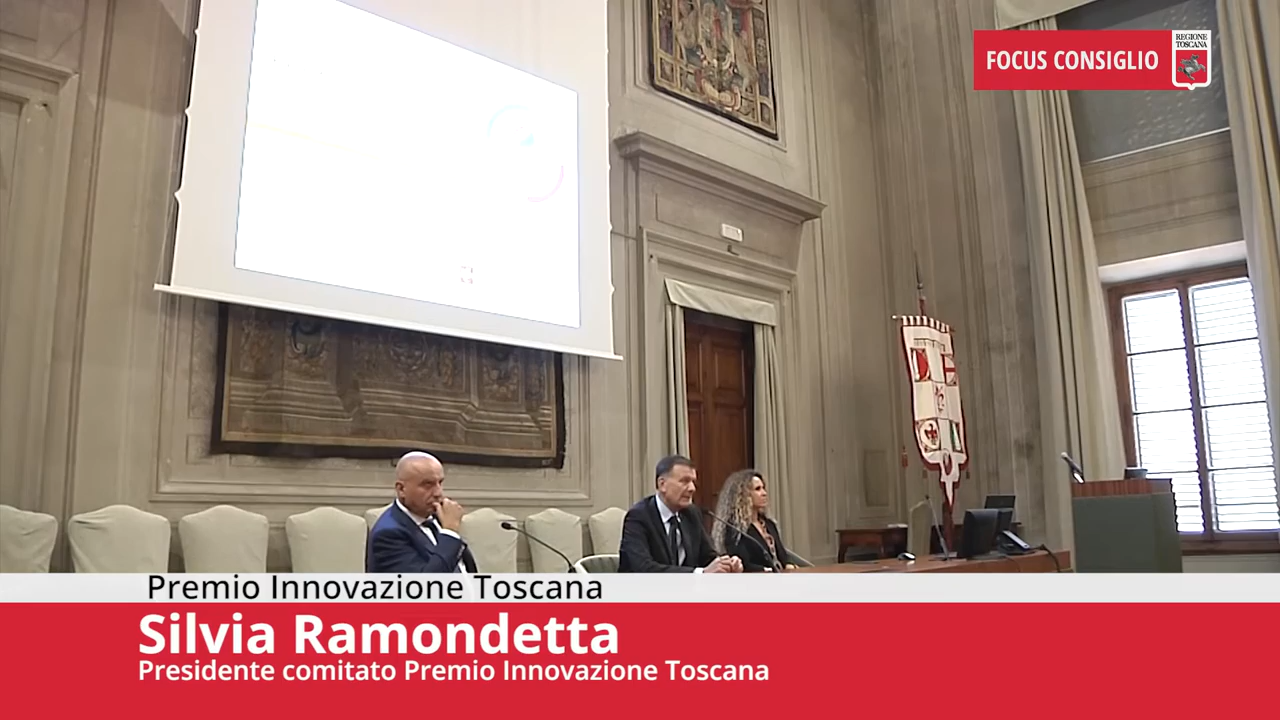 FOCUS CONSIGLIO
REGIONE
TOSCANA
Premio Innovazione Toscana
Silvia Ramondetta
Presidente comitato Premio Innovazione Toscana